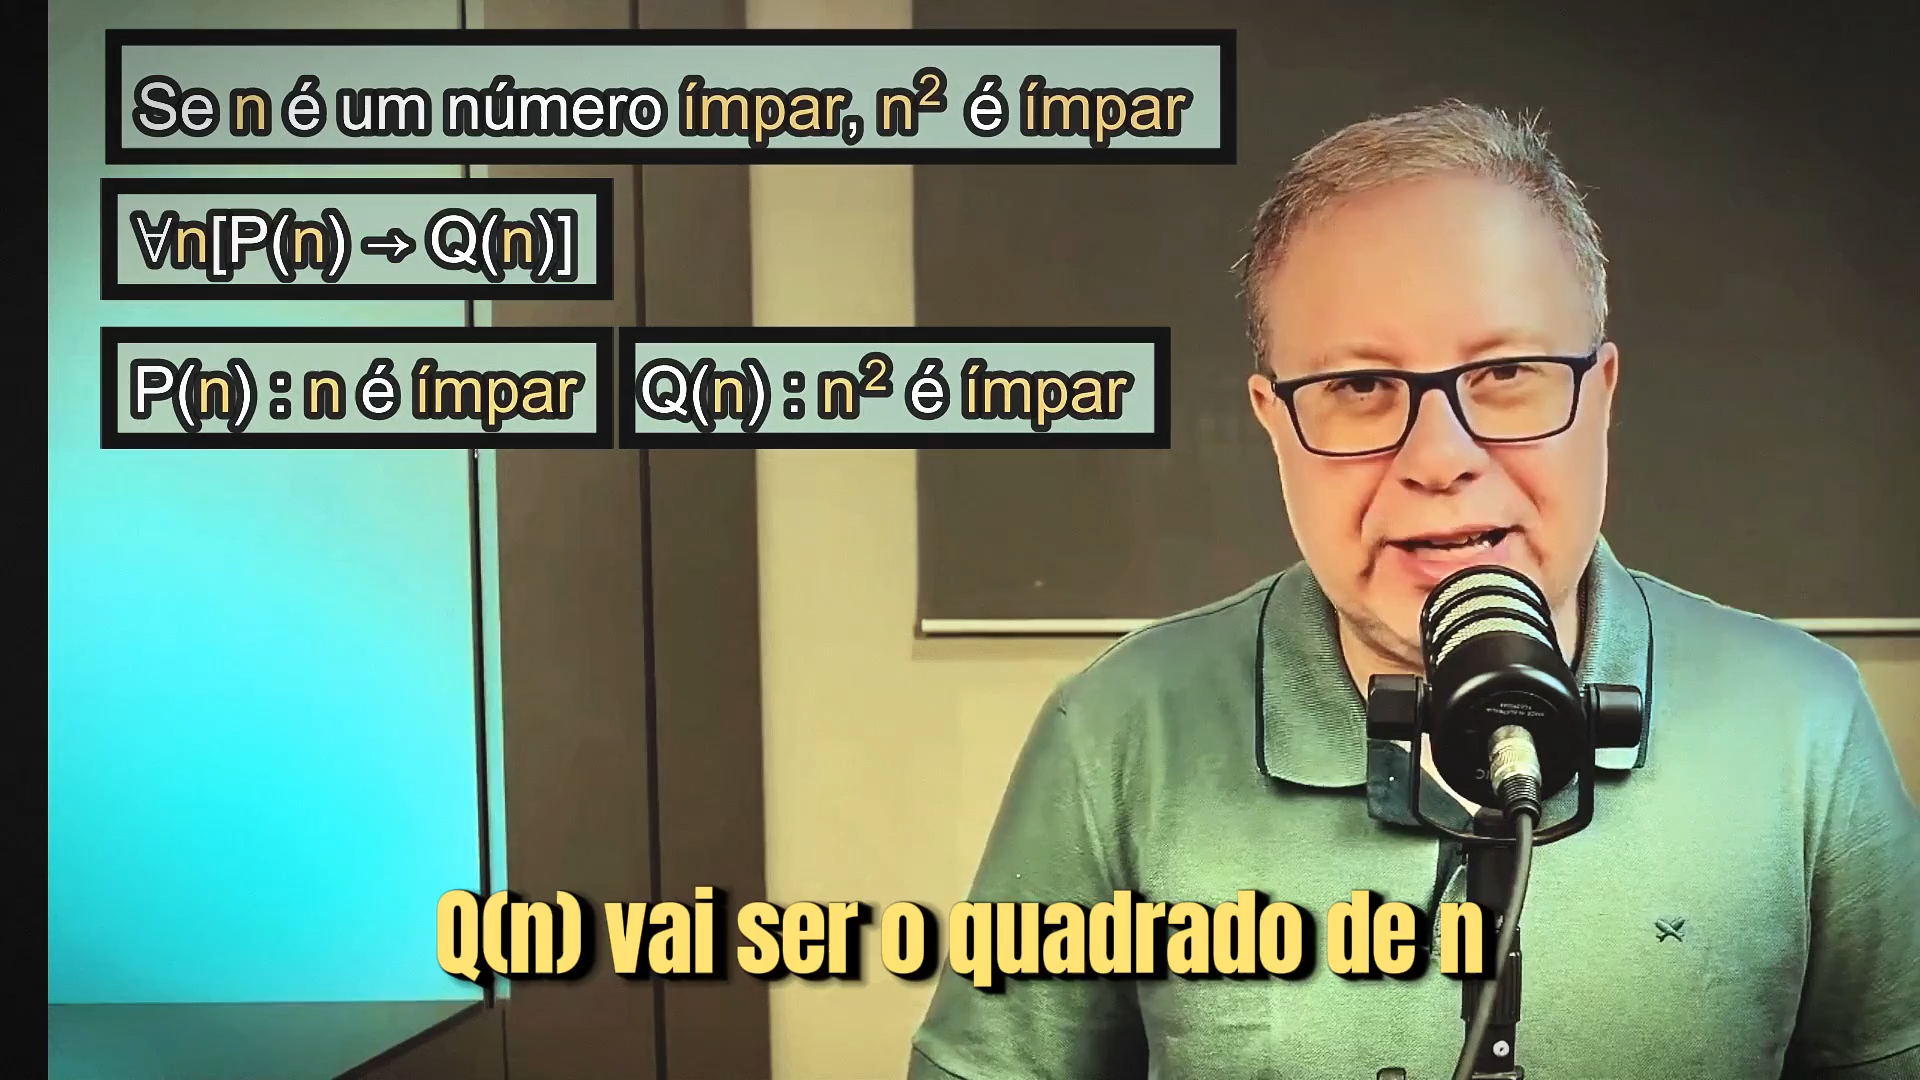 Se n é um número ímpar, n² é ímpar
∀n[P(n) → Q(n)]
P(n) : n é ímpar
Q(n) : n² é ímpar
Q(n) vai ser o quadrado de n